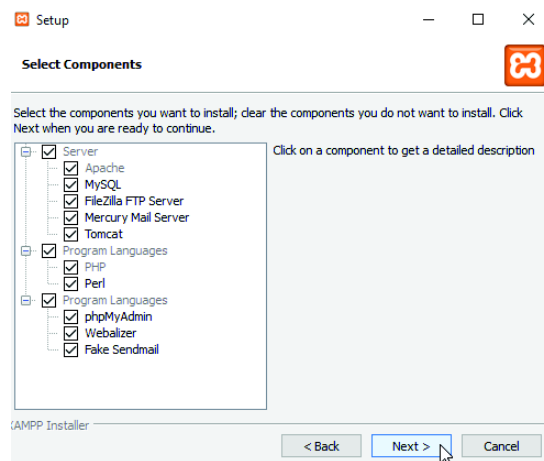 Setup
Select Components
Select the components you want to install; clear the components you do not want to install. Click
Next when you are ready to continue.
Server
Apache
MySQL
FileZilla FTP Server
Mercury Mail Server
Tomcat
Program Languages
PHP
Perl
Program Languages
phpMyAdmin
Webalizer
Fake Sendmail
Click on a component to get a detailed description
XAMPP Installer
< Back
Next >
Cancel